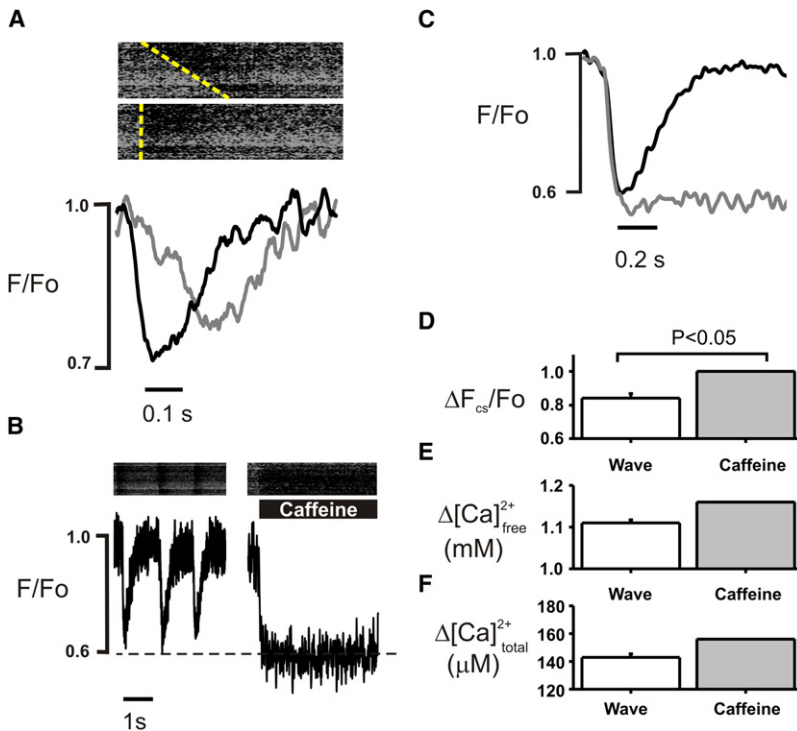 A
1.0
F/Fo
0.7
0.1 s
B
Caffeine
1.0
F/Fo
0.6
1s
C
1.0
F/Fo
0.6
0.2 s
D
P<0.05
1.0
ΔFcs/Fo
0.8
0.6
Wave Caffeine
E
1.2
Δ[Ca]2+free
1.1
(mM)
1.0
Wave Caffeine
F
180
Δ[Ca]2+total
160
(μM)
140
120
Wave Caffeine